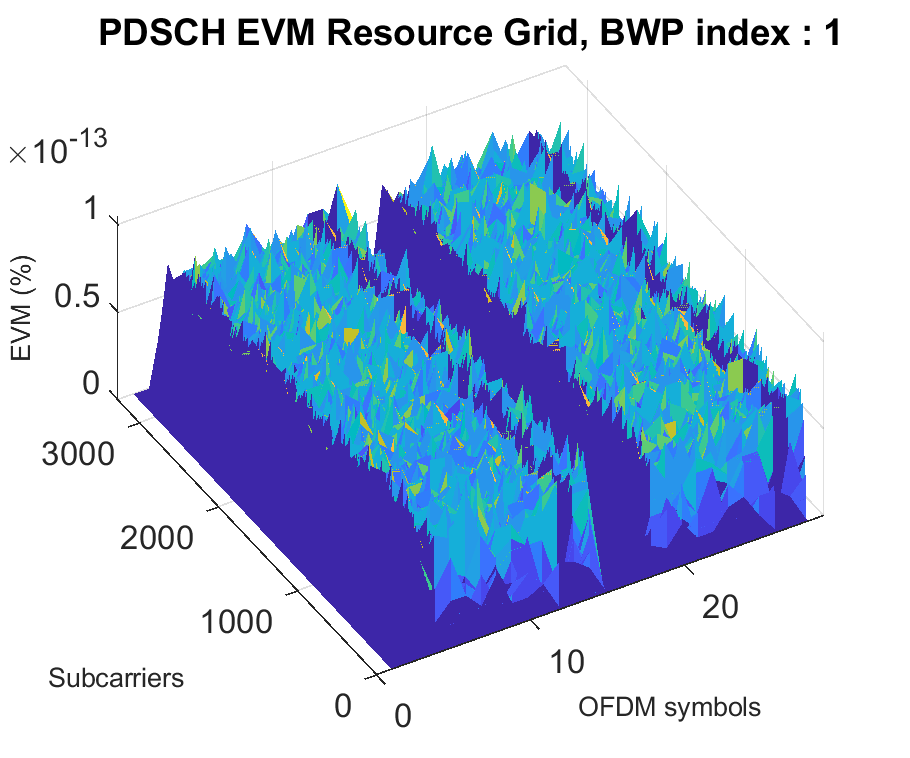 PDSCH EVM Resource Grid, BWP index : 1
×10-13
1
0.5
0
EVM (%)
3000
2000
1000
0
Subcarriers
0
10
20
OFDM symbols